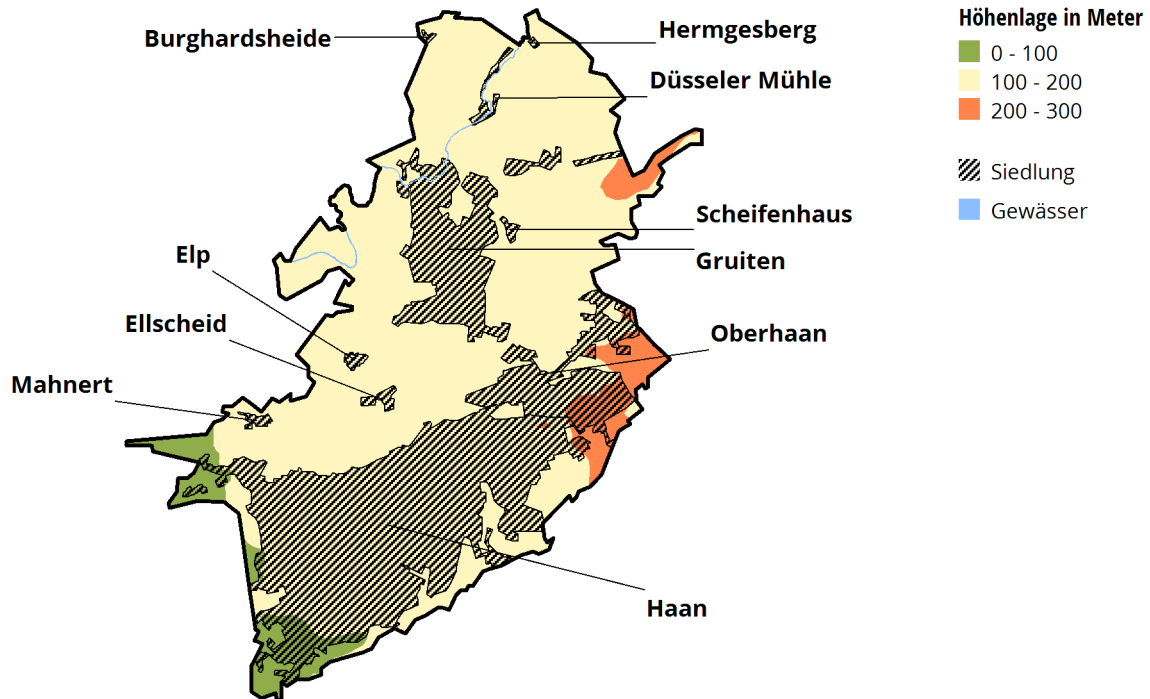 Burghardsheide
Hermgesberg
Düsseler Mühle
Scheifenhaus
Gruiten
Elp
Ellscheid
Oberhaan
Mahnert
Haan
Höhenlage in Meter
0 - 100
100 - 200
200 - 300
Siedlung
Gewässer